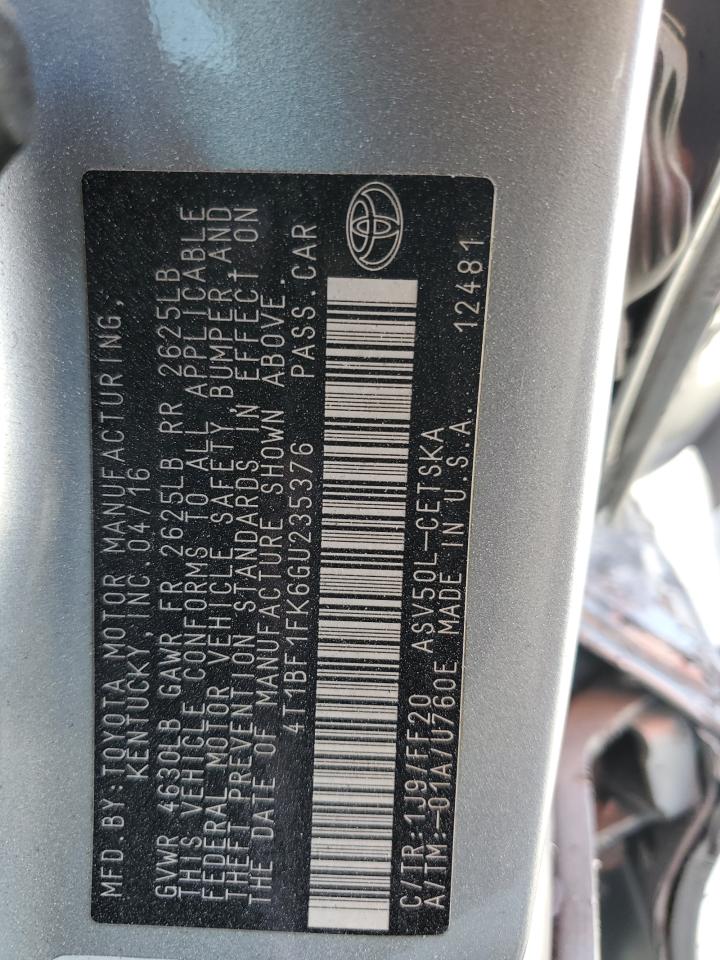 MFD. BY: TOYOTA MOTOR MANUFACTURING,
KENTUCKY, INC. 04/16
GVWR 4630LB GAWR FR 2625LB RR 2625LB
THIS VEHICLE CONFORMS TO ALL APPLICABLE
FEDERAL MOTOR VEHICLE SAFETY, BUMPER, AND
THEFT PREVENTION STANDARDS IN EFFECT ON
THE DATE OF MANUFACTURE SHOWN ABOVE.
4T1BF1FK6GU235376 PASS. CAR
C/TR: 1J9/FF20 ASV50L-CETSKA
A/TM: -01A/U760E MADE IN U.S.A. 12481